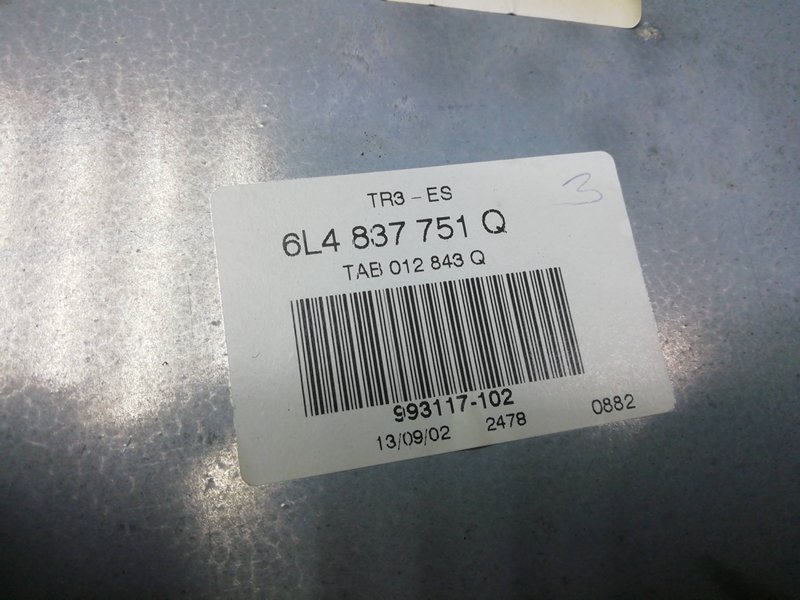 TR3 - ES
3
6L4 837 751 Q
TAB 012 843 Q
993117-102
13/09/02 2478 0882